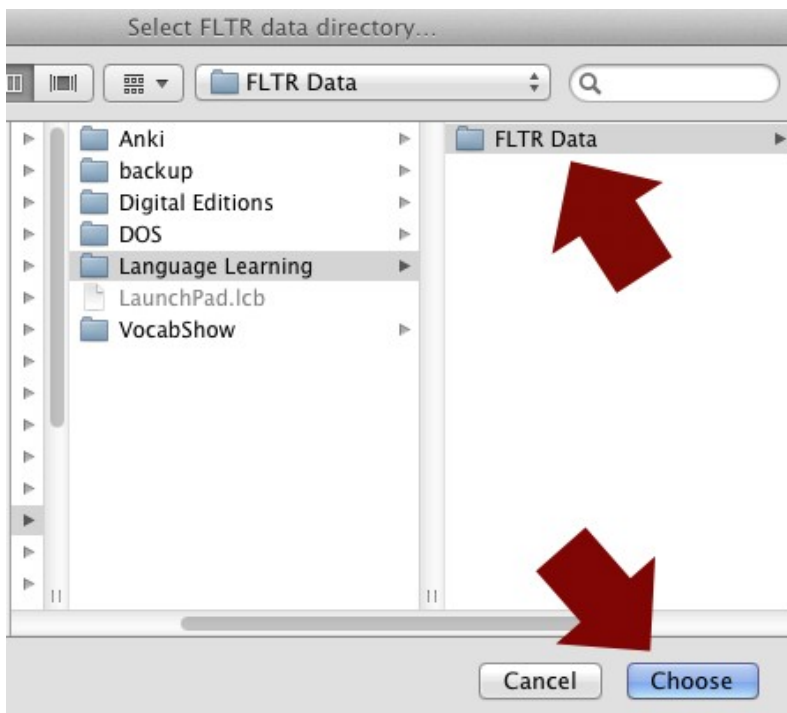 Select FLTR data directory...
FLTR Data
Anki
FLTR Data
backup
Digital Editions
DOS
Language Learning
LaunchPad.lcb
VocabShow
Cancel Choose